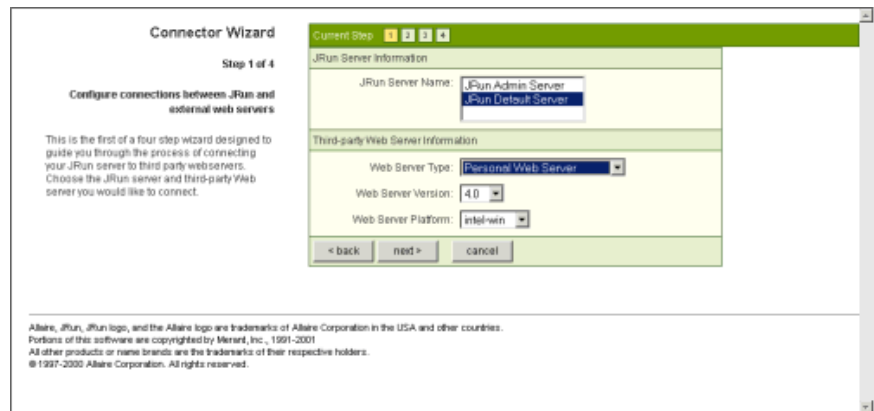 Connector Wizard
Step 1 of 4
Configure connections between JRun and
external web servers
This is the first of a four step wizard designed to
guide you through the process of connecting
your JRun server to third party webservers.
Choose the JRun server and third-party Web
server you would like to connect.
Current Step 1 2 3 4
JRun Server Information
JRun Server Name: JRun Admin Server
JRun Default Server
Third-party Web Server Information
Web Server Type: Personal Web Server
Web Server Version: 4.0
Web Server Platform: intel-win
< back next > cancel
Allaire, JRun, JRun logo, and the Allaire logo are trademarks of Allaire Corporation in the USA and other countries.
Portions of this software are copyrighted by Merant, Inc., 1991-
2001
All other products or name brands are the trademarks of their respective holders.
© 1997-2000 Allaire Corporation. All rights reserved.